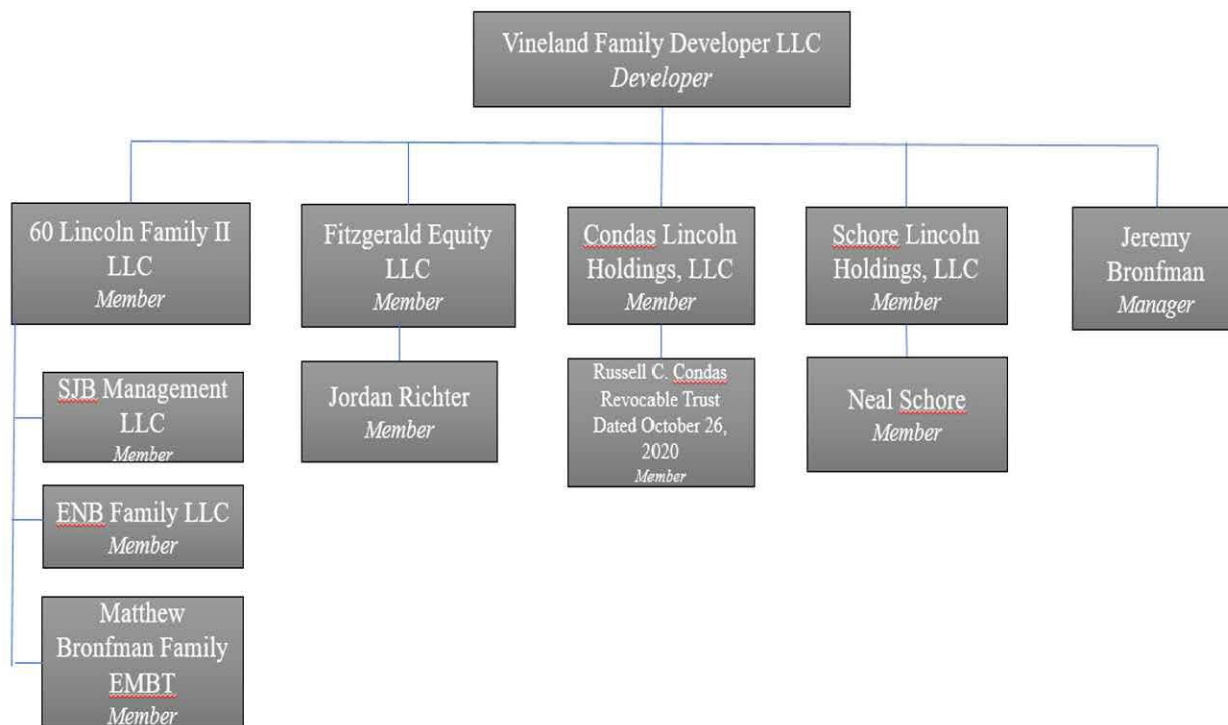 Vineland Family Developer LLC
Developer
60 Lincoln Family II
LLC
Member
Fitzgerald Equity
LLC
Member
Condas Lincoln
Holdings, LLC
Member
Schore Lincoln
Holdings, LLC
Member
Jeremy
Bronfman
Manager
SJB Management
LLC
Member
ENB Family LLC
Member
Matthew
Bronfman Family
EMBT
Member
Jordan Richter
Member
Russell C. Condas
Revocable Trust
Dated October 26,
2020
Member
Neal Schore
Member